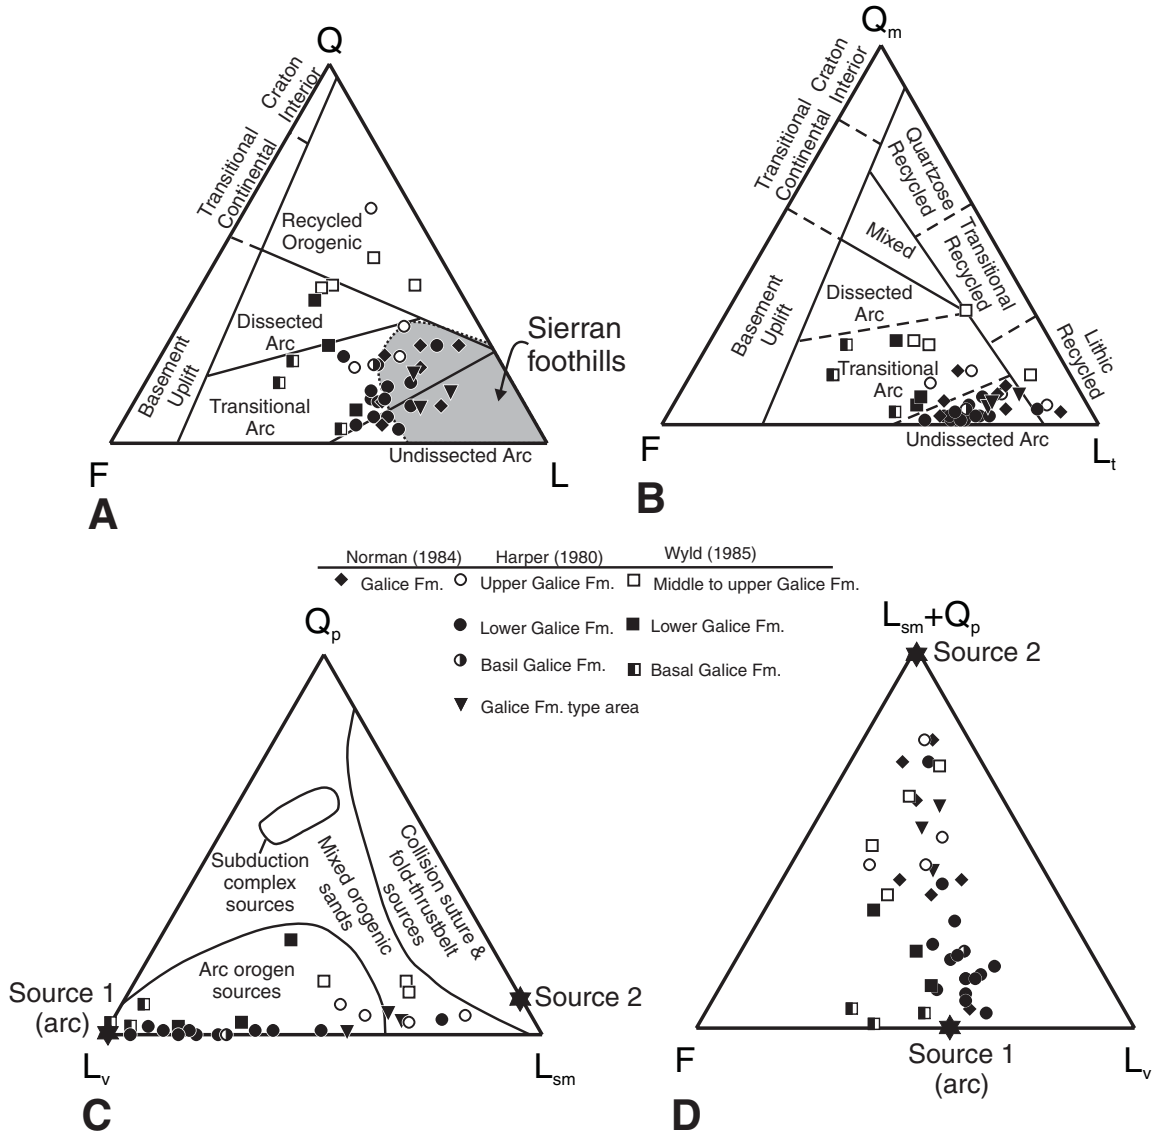 Q
Craton
Interior
Transitional
Continental
Recycled
Orogenic
Dissected
Arc
Basement
Uplift
Transitional
Arc
Sierran
foothills
Undissected Arc
F
L
A
Qm
Craton
Interior
Transitional
Continental
Quartzose
Recycled
Mixed
Transitional
Recycled
Dissected
Arc
Basement
Uplift
Transitional
Arc
Lithic
Recycled
Undissected Arc
F
Lt
B
Norman (1984) Harper (1980) Wyld (1985)
Galice Fm. Upper Galice Fm. Middle to upper Galice Fm.
Lower Galice Fm. Lower Galice Fm.
Basil Galice Fm. Basal Galice Fm.
Galice Fm. type area
Qp
Subduction
complex
sources
Mixed orogenic
sands
Collision suture &
fold-thrustbelt
sources
Arc orogen
sources
Source 1
(arc)
Source 2
Lv
Lsm
C
Lsm+Qp
Source 2
Source 1
(arc)
F
Lv
D